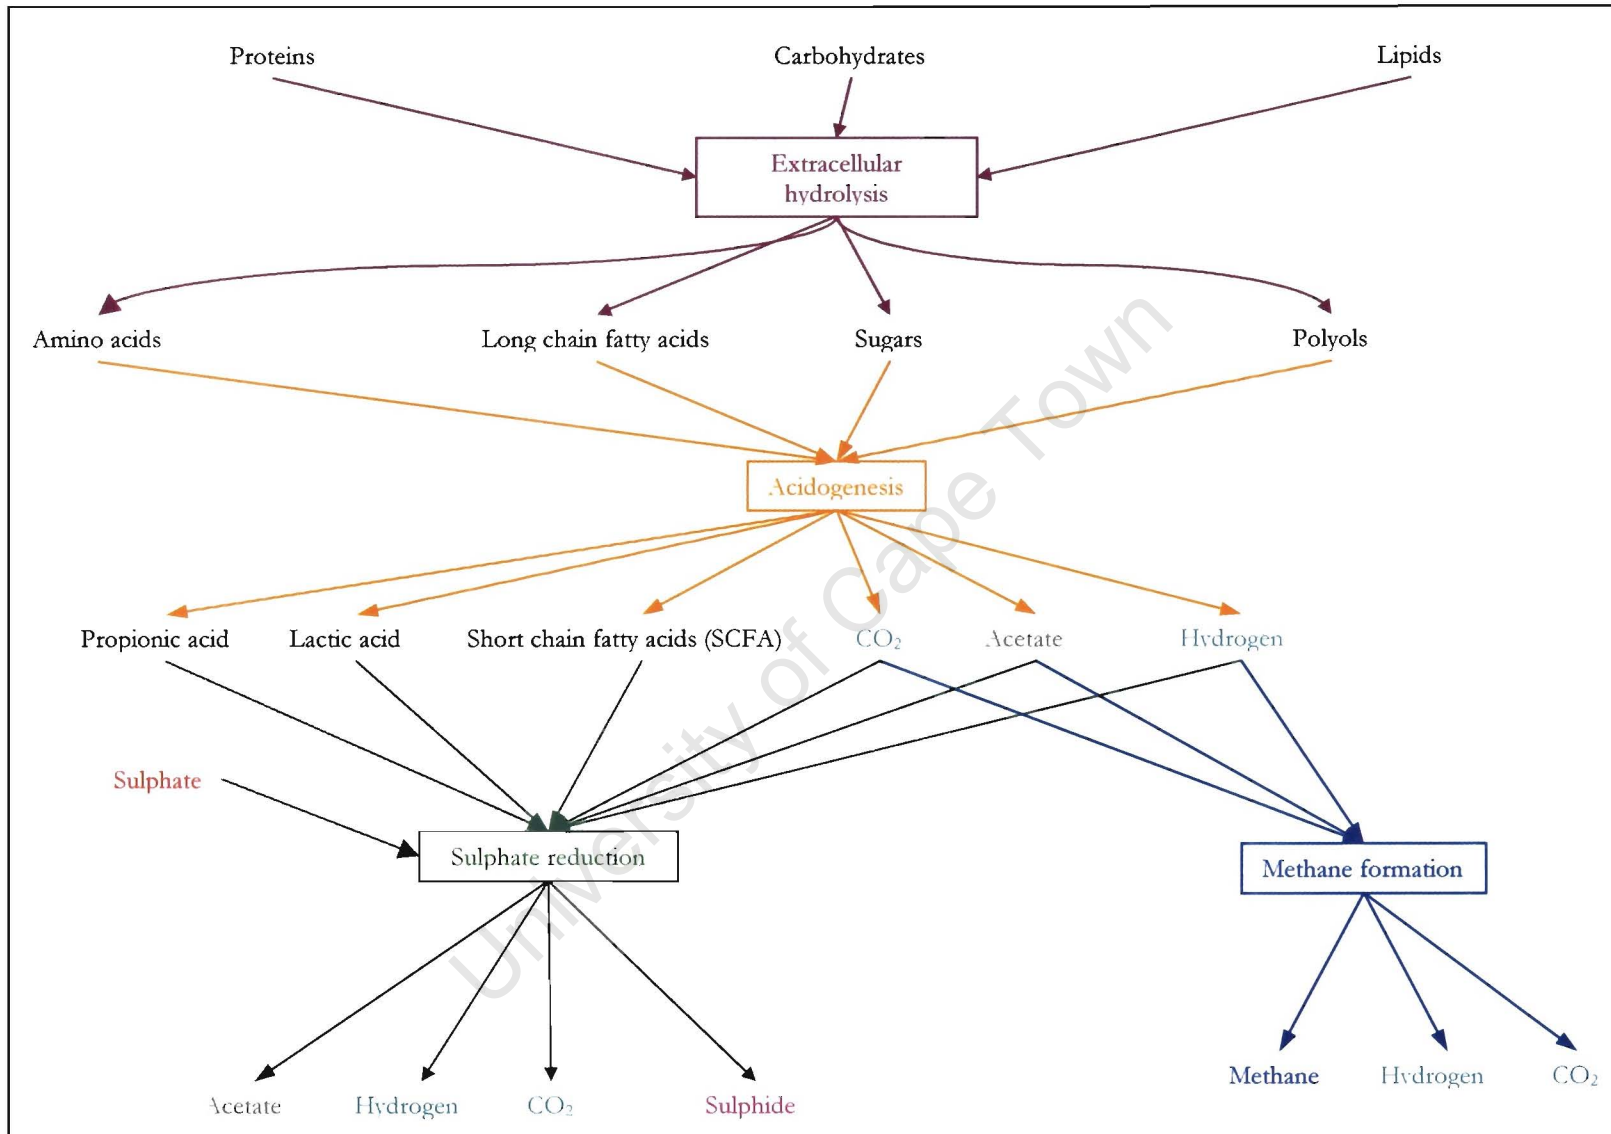 Proteins
Carbohydrates
Lipids
Extracellular
hydrolysis
Amino acids
Long chain fatty acids
Sugars
Polyols
Acidogenesis
Propionic acid
Lactic acid
Short chain fatty acids (SCFA)
CO₂
Acetate
Hydrogen
Sulphate
Sulphate reduction
Methane formation
Methane
Hydrogen
CO₂
Acetate
Hydrogen
CO₂
Sulphide
University of Cape Town